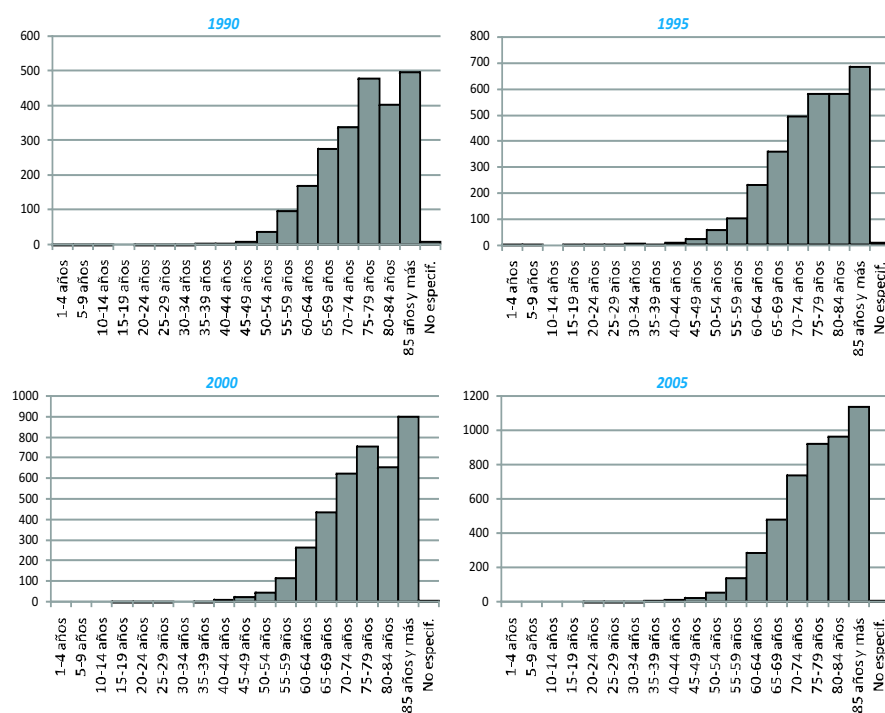 1990
600
500
400
300
200
100
0
1-4 años
5-9 años
10-14 años
15-19 años
20-24 años
25-29 años
30-34 años
35-39 años
40-44 años
45-49 años
50-54 años
55-59 años
60-64 años
65-69 años
70-74 años
75-79 años
80-84 años
85 años y más
No especif.
1995
800
700
600
500
400
300
200
100
0
1-4 años
5-9 años
10-14 años
15-19 años
20-24 años
25-29 años
30-34 años
35-39 años
40-44 años
45-49 años
50-54 años
55-59 años
60-64 años
65-69 años
70-74 años
75-79 años
80-84 años
85 años y más
No especif.
2000
1000
900
800
700
600
500
400
300
200
100
0
1-4 años
5-9 años
10-14 años
15-19 años
20-24 años
25-29 años
30-34 años
35-39 años
40-44 años
45-49 años
50-54 años
55-59 años
60-64 años
65-69 años
70-74 años
75-79 años
80-84 años
85 años y más
No especif.
2005
1200
1000
800
600
400
200
0
1-4 años
5-9 años
10-14 años
15-19 años
20-24 años
25-29 años
30-34 años
35-39 años
40-44 años
45-49 años
50-54 años
55-59 años
60-64 años
65-69 años
70-74 años
75-79 años
80-84 años
85 años y más
No especif.